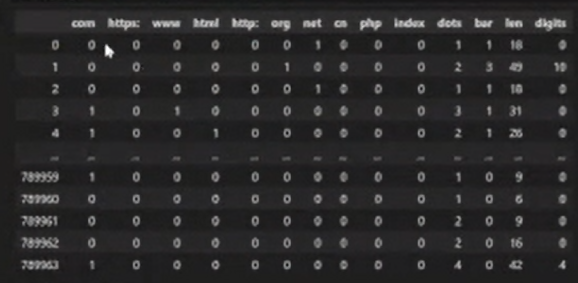 com https: www html http: org net cn php index dots bar len digits
0 0 0 0 0 0 0 1 0 0 0 1 1 18 0
1 0 0 0 0 0 1 0 0 0 0 2 3 49 10
2 0 0 0 0 0 0 1 0 0 0 1 1 18 0
3 1 0 1 0 0 0 0 0 0 0 3 1 31 0
4 1 0 0 1 0 0 0 0 0 0 2 1 26 0
... ... ... ... ... ... ... ... ... ... ... ... ... ... ...
789959 1 0 0 0 0 0 0 0 0 0 1 0 9 0
789960 0 0 0 0 0 0 0 0 0 0 1 0 6 0
789961 0 0 0 0 0 0 0 0 0 0 2 0 9 0
789962 0 0 0 0 0 0 0 0 0 0 2 0 16 0
789963 1 0 0 0 0 0 0 0 0 0 4 0 42 4